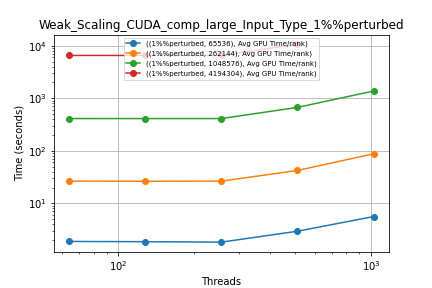 Weak_Scaling_CUDA_comp_large_Input_Type_1%%perturbed
((1%%perturbed, 65536), Avg GPU Time/rank)
((1%%perturbed, 262144), Avg GPU Time/rank)
((1%%perturbed, 1048576), Avg GPU Time/rank)
((1%%perturbed, 4194304), Avg GPU Time/rank)
Time (seconds)
10⁴
10³
10²
10¹
10²
10³
Threads